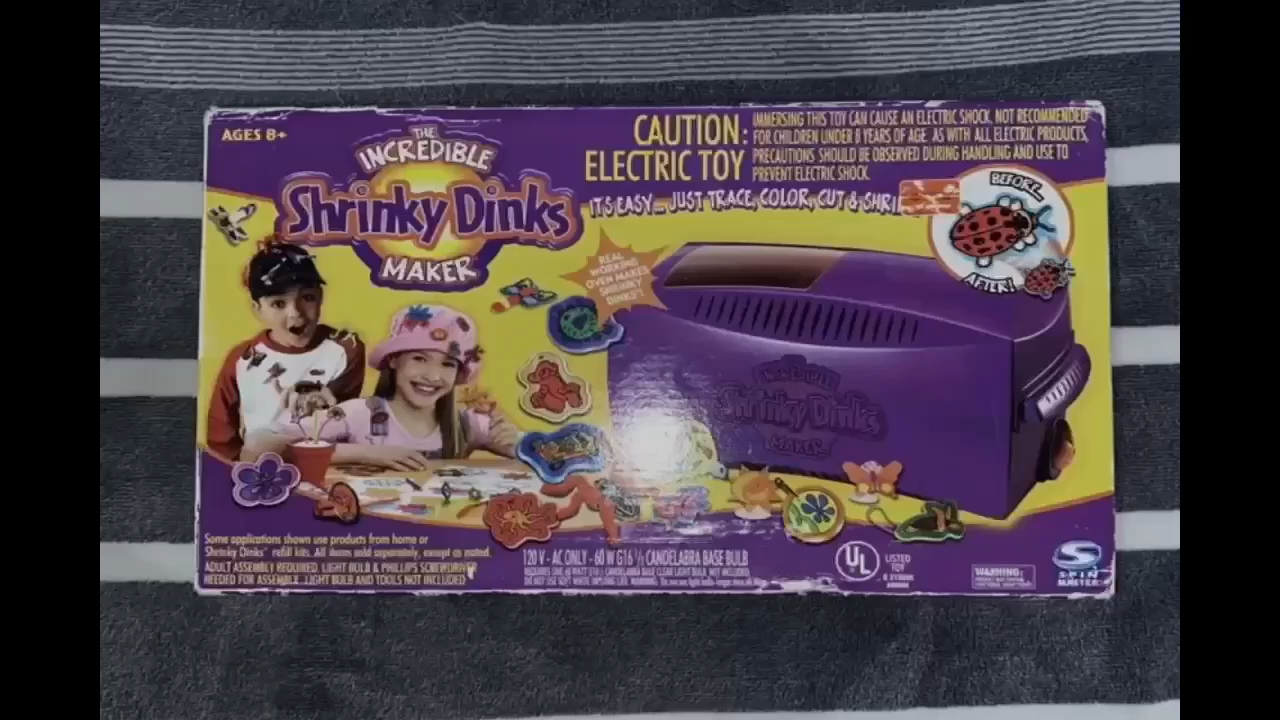 AGES 8+
THE
INCREDIBLE
Shrinky Dinks
MAKER
CAUTION:
ELECTRIC TOY
IMMERSING THIS TOY CAN CAUSE AN ELECTRIC SHOCK. NOT RECOMMENDED
FOR CHILDREN UNDER 8 YEARS OF AGE. AS WITH ALL ELECTRIC PRODUCTS,
PRECAUTIONS SHOULD BE OBSERVED DURING HANDLING AND USE TO
PREVENT ELECTRIC SHOCK.
IT'S EASY... JUST TRACE, COLOR, CUT & SHRI
BEFORE...
AFTER!
REAL
WORKING
OVEN MAKES
SHRINKY
DINKS!
INCREDIBLE
Shrinky Dinks
MAKER
Some applications shown use products from home or
Shrinky Dinks™ refill kits. All items sold separately, except as noted.
ADULT ASSEMBLY REQUIRED. LIGHT BULB & PHILLIPS SCREWDRIVER
NEEDED FOR ASSEMBLY. LIGHT BULB AND TOOLS NOT INCLUDED
120 V - AC ONLY - 60 W G16 ½ CANDELABRA BASE BULB
UL
LISTED
TOY
WARNING:
SPIN
MASTER